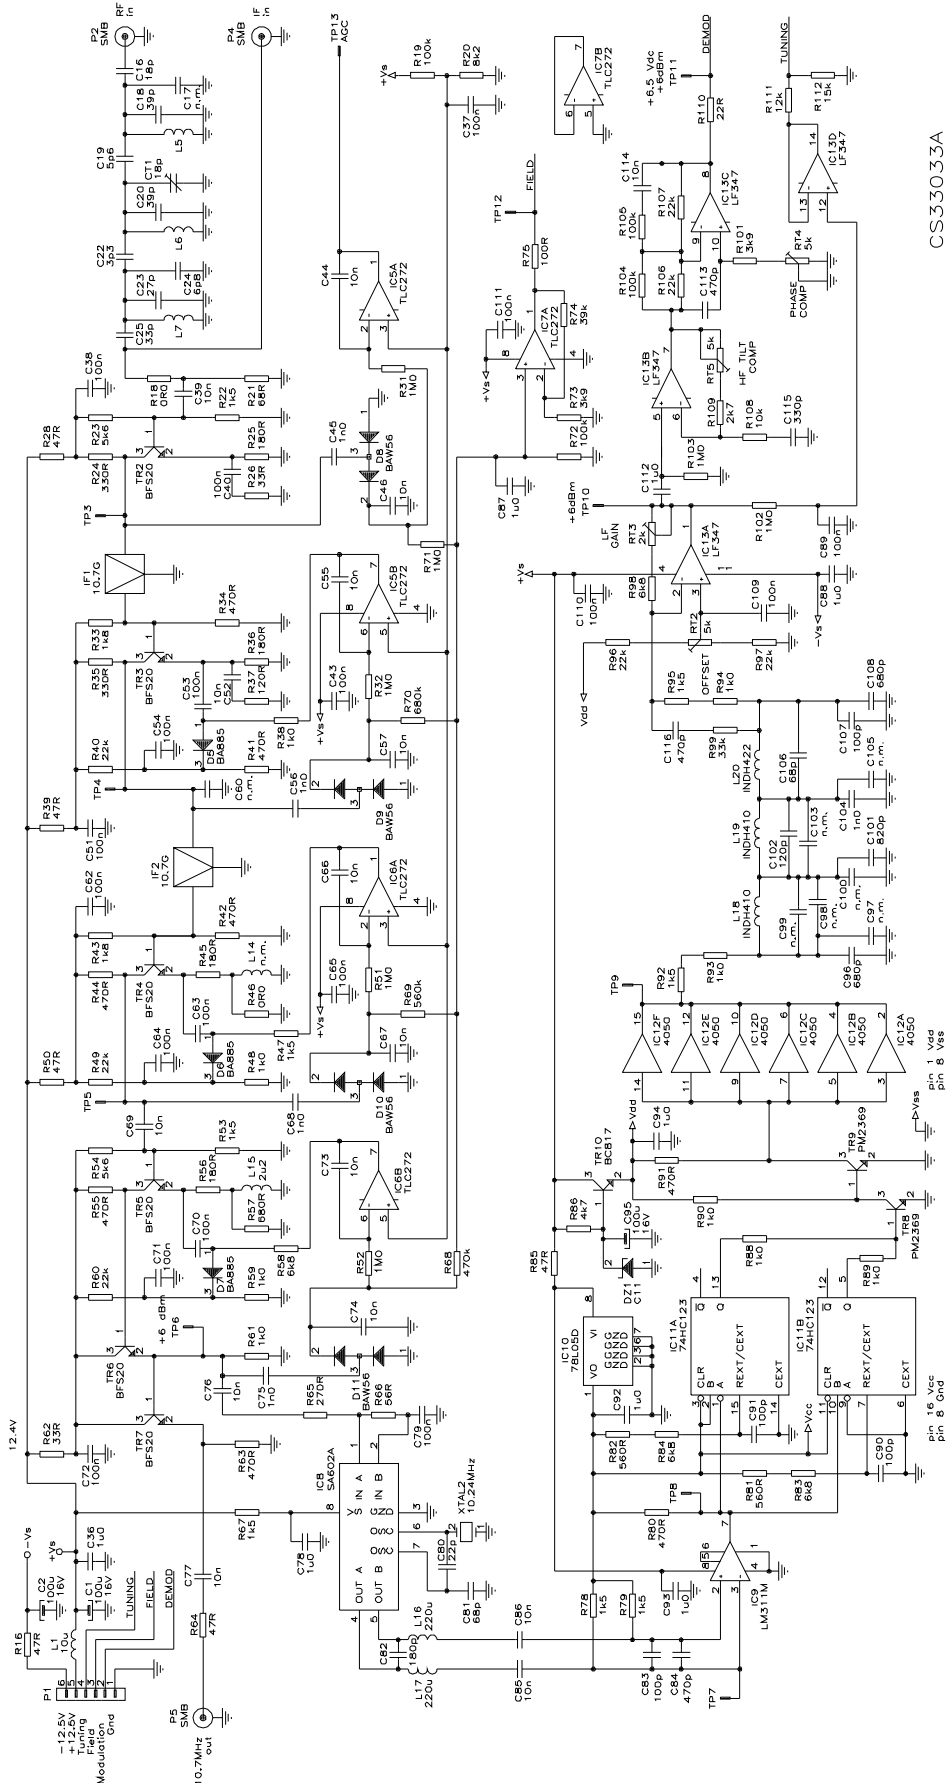 P2
SMB
RF
in
P4
SMB
IF
in
TP13
AGC
C16
18p
C17
n.m.
C18
39p
L5
C19
5p6
CT1
18p
C20
39p
L6
C22
3p3
C24
6p8
C23
27p
L7
C25
33p
C38
100n
R18
0R0
C39
10n
R22
1k5
R21
68R
R28
47R
R23
5k6
R24
330R
TR2
BFS20
C40
100n
R25
180R
R26
33R
TP3
IF1
10.7G
R33
1k8
R35
330R
TR3
BFS20
R34
470R
R36
180R
R37
120R
C53
100n
C52
10n
C54
100n
D5
BA885
R38
1k0
R41
470R
R40
22k
R39
47R
TP4
C60
n.m.
C56
1n0
C51
100n
IF2
10.7G
C62
100n
R43
1k8
R44
470R
TR4
BFS20
R42
470R
R45
180R
L14
n.m.
R46
0R0
C63
100n
C64
100n
D6
BA885
R47
1k5
R48
1k0
R49
22k
R50
47R
TP5
C68
1n0
C69
10n
R54
5k6
R55
470R
TR5
BFS20
R53
1k5
R56
180R
L15
2u2
R57
680R
C70
100n
C71
100n
D7
BA885
R58
6k8
R59
1k0
R60
22k
+6 dBm
TP6
TR6
BFS20
R61
1k0
C76
10n
C75
1n0
12.4V
R62
33R
C72
100n
TR7
BFS20
R63
470R
R65
270R
R66
56R
C79
100n
IC8
SA602A
VS
IN A
IN B
GND
OUT A
OUT B
OSC
OSC
XTAL2
10.24MHz
C80
22p
C81
68p
R67
1k5
C78
1u0
-Vs
+Vs
C36
1u0
C2
100u
16V
C1
100u
16V
R16
47R
L1
10u
TUNING
FIELD
DEMOD
P1
-12.5V
+12.5V
Tuning
Field
Modulation
Gnd
C77
10n
R64
47R
P5
SMB
10.7MHz
out
R19
100k
R20
8k2
C37
100n
+Vs
C44
10n
IC5A
TLC272
R31
1M0
C45
1n0
D8
BAW56
C46
10n
R71
1M0
C55
10n
IC5B
TLC272
C43
100n
+Vs
R32
1M0
R70
680k
C57
10n
D9
BAW56
C66
10n
IC6A
TLC272
C65
100n
+Vs
R51
1M0
R69
560k
C67
10n
D10
BAW56
C73
10n
IC6B
TLC272
R52
1M0
R68
470k
C74
10n
D11
BAW56
C82
180p
L16
220u
L17
220u
C86
10n
C85
10n
IC7B
TLC272
FIELD
TP12
R75
100R
C111
100n
+Vs
IC7A
TLC272
R74
39k
R73
3k9
R72
100k
C87
1u0
DEMOD
+6.5 Vdc
+6dBm
TP11
R110
22R
C114
10n
R105
100k
R107
22k
IC13C
LF347
R104
100k
R106
22k
C113
470p
R101
3k9
RT4
5k
PHASE
COMP
IC13B
LF347
RT5
5k
HF TILT
COMP
R109
2k7
R108
10k
C115
330p
R103
1M0
C112
1u0
+6dBm
TP10
TUNING
R111
12k
R112
15k
IC13D
LF347
LF
GAIN
RT3
2k
R98
6k8
IC13A
LF347
R102
1M0
C89
100n
C88
1u0
-Vs
C109
100n
+Vs
C110
100n
RT2
5k
OFFSET
R96
22k
R97
22k
Vdd
R95
1k5
R94
1k0
C116
470p
R99
33k
C108
680p
C107
100p
C106
68p
C105
n.m.
L20
INDH422
L19
INDH410
L18
INDH410
C104
1n0
C103
n.m.
C102
120p
C101
820p
C100
n.m.
C99
n.m.
C98
n.m.
C97
n.m.
C96
680p
R93
1k0
R92
1k5
TP9
IC12F
4050
IC12E
4050
IC12D
4050
IC12C
4050
IC12B
4050
IC12A
4050
pin 1 Vdd
pin 8 Vss
Vss
Vdd
C94
1u0
TR10
BC817
R91
470R
TR9
PM2369
TR8
PM2369
R90
1k0
R88
1k0
R89
1k0
R86
4k7
C95
100u
16V
DZ1
C11
R85
47R
IC10
78L05D
VO
VI
GND
GND
GND
GND
C92
1u0
IC11A
74HC123
CLR
B
A
REXT/CEXT
CEXT
Q
Q
IC11B
74HC123
CLR
B
A
REXT/CEXT
CEXT
Q
Q
pin 16 Vcc
pin 8 Gnd
Vcc
C91
100p
C90
100p
R82
560R
R84
6k8
R81
560R
R83
6k8
TP8
R80
470R
R78
1k5
R79
1k5
C93
1u0
IC9
LM311M
C83
100p
C84
470p
TP7
CS33033A